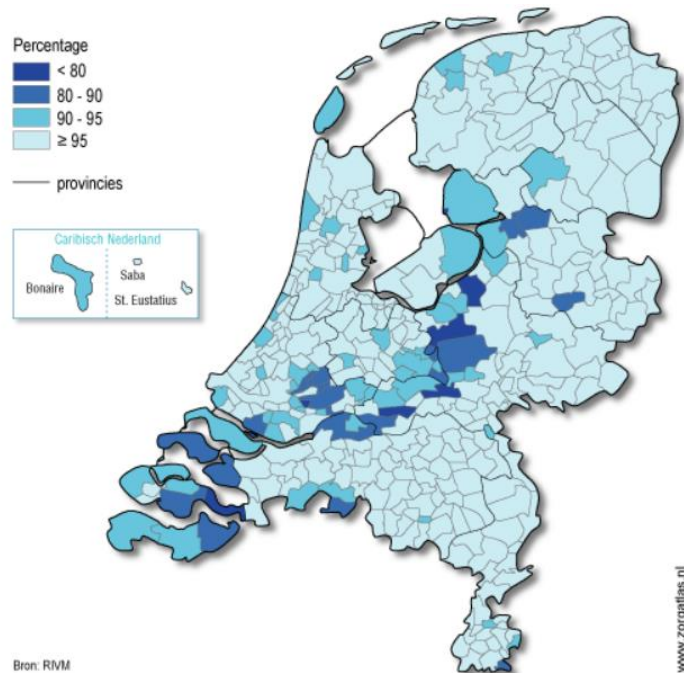 Percentage
< 80
80 - 90
90 - 95
≥ 95
provincies
Caribisch Nederland
Bonaire
Saba
St. Eustatius
Bron: RIVM
www.zorgatlas.nl